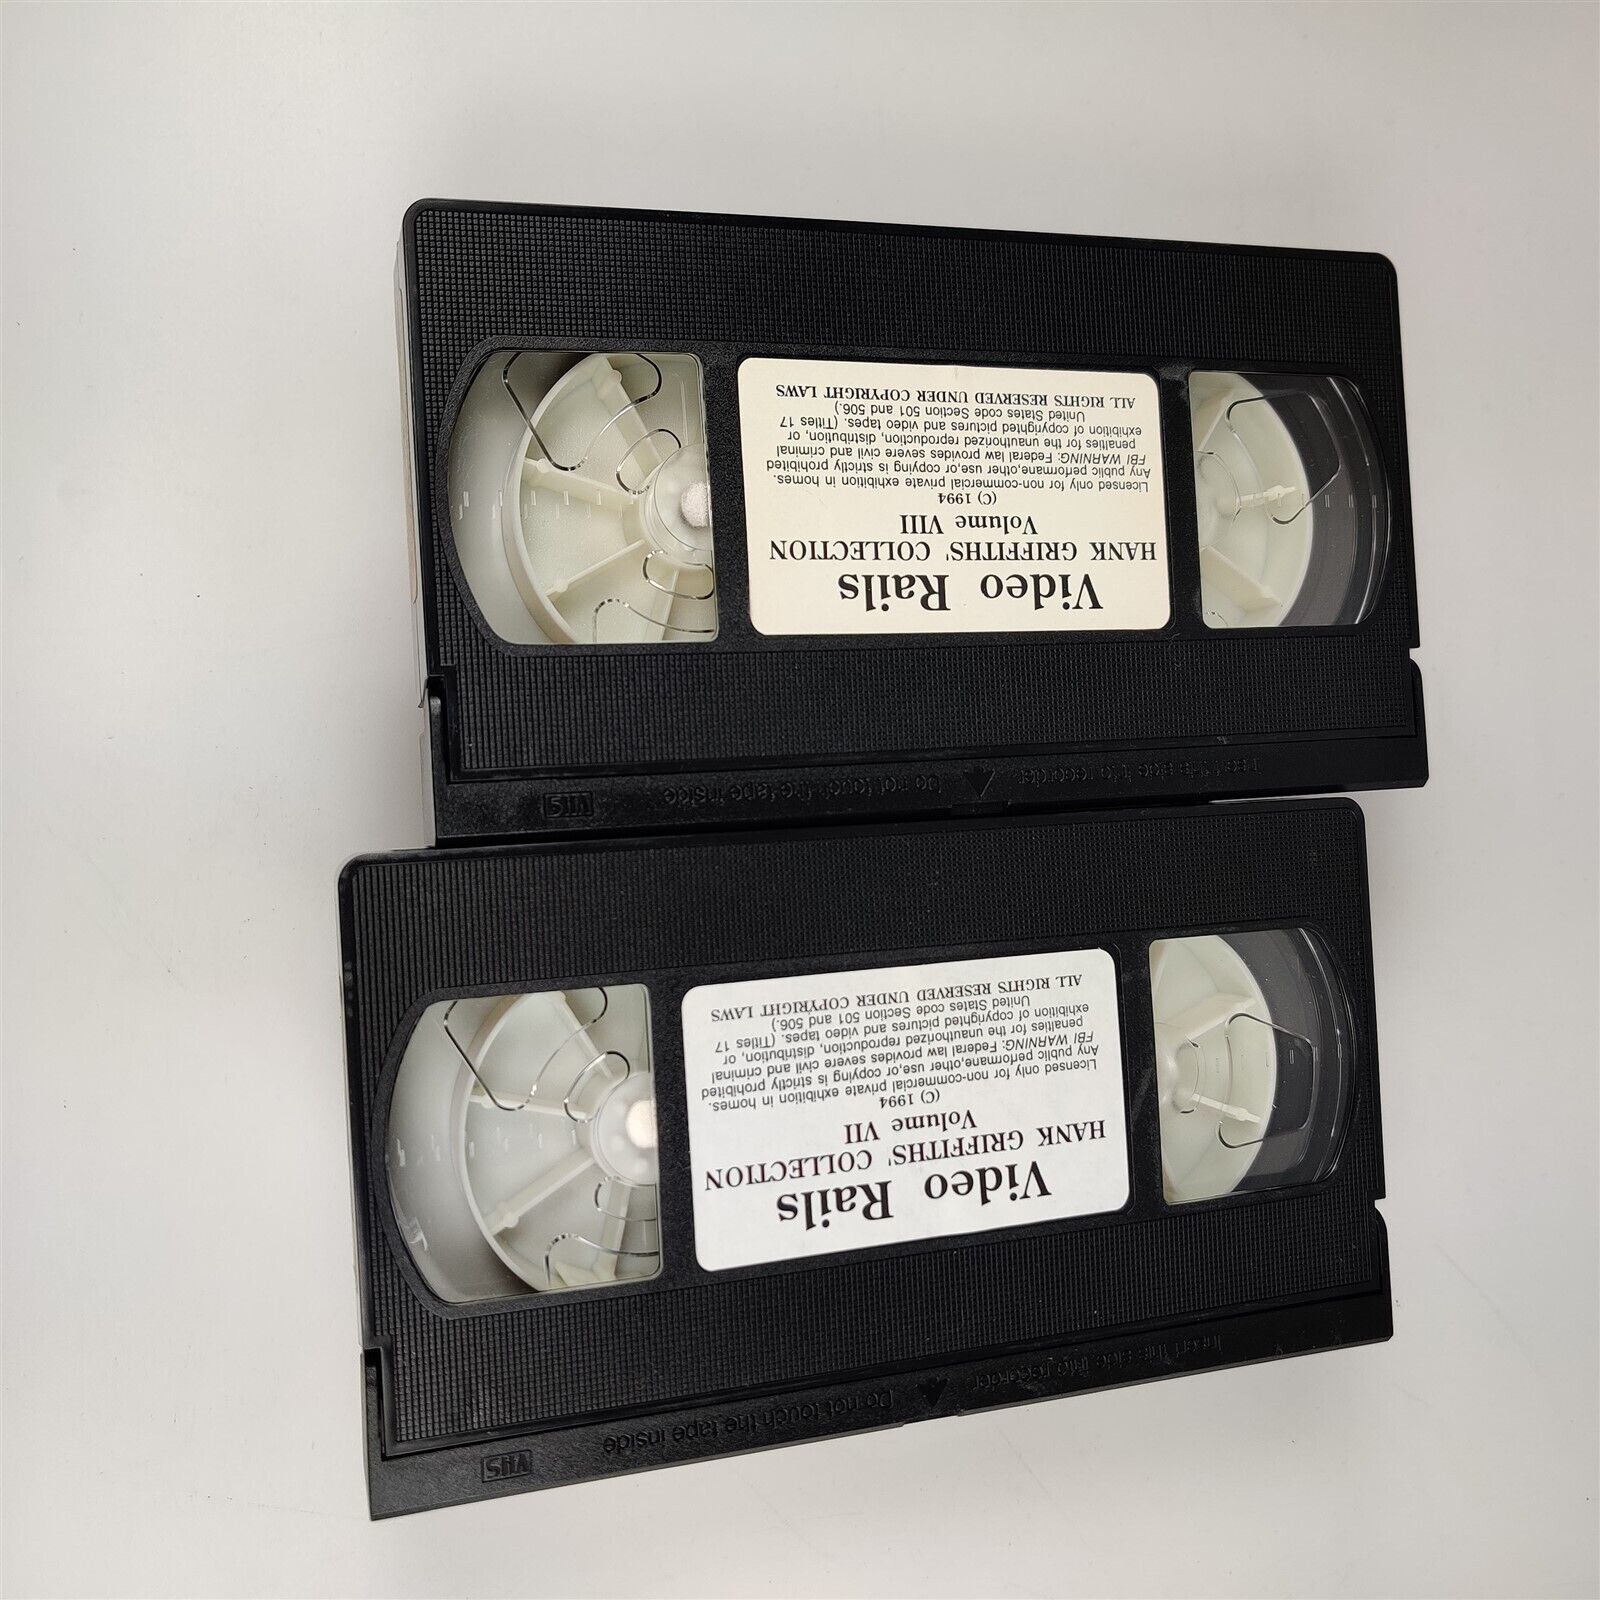 Video Rails
HANK GRIFFITHS' COLLECTION
Volume VIII
(C) 1994
Licensed only for non-commercial private exhibition in homes.
Any public performane,other use,or copying is strictly prohibited
FBI WARNING: Federal law provides severe civil and criminal
penalties for the unauthorized reproduction, distribution, or
exhibition of copyrighted pictures and video tapes. (Titles 17
United States code Section 501 and 506.)
ALL RIGHTS RESERVED UNDER COPYRIGHT LAWS
Insert this side into recorder
Do not touch the tape inside
VHS
Video Rails
HANK GRIFFITHS' COLLECTION
Volume VII
(C) 1994
Licensed only for non-commercial private exhibition in homes.
Any public performane,other use,or copying is strictly prohibited
FBI WARNING: Federal law provides severe civil and criminal
penalties for the unauthorized reproduction, distribution, or
exhibition of copyrighted pictures and video tapes. (Titles 17
United States code Section 501 and 506.)
ALL RIGHTS RESERVED UNDER COPYRIGHT LAWS
Insert this side into recorder
Do not touch the tape inside
VHS